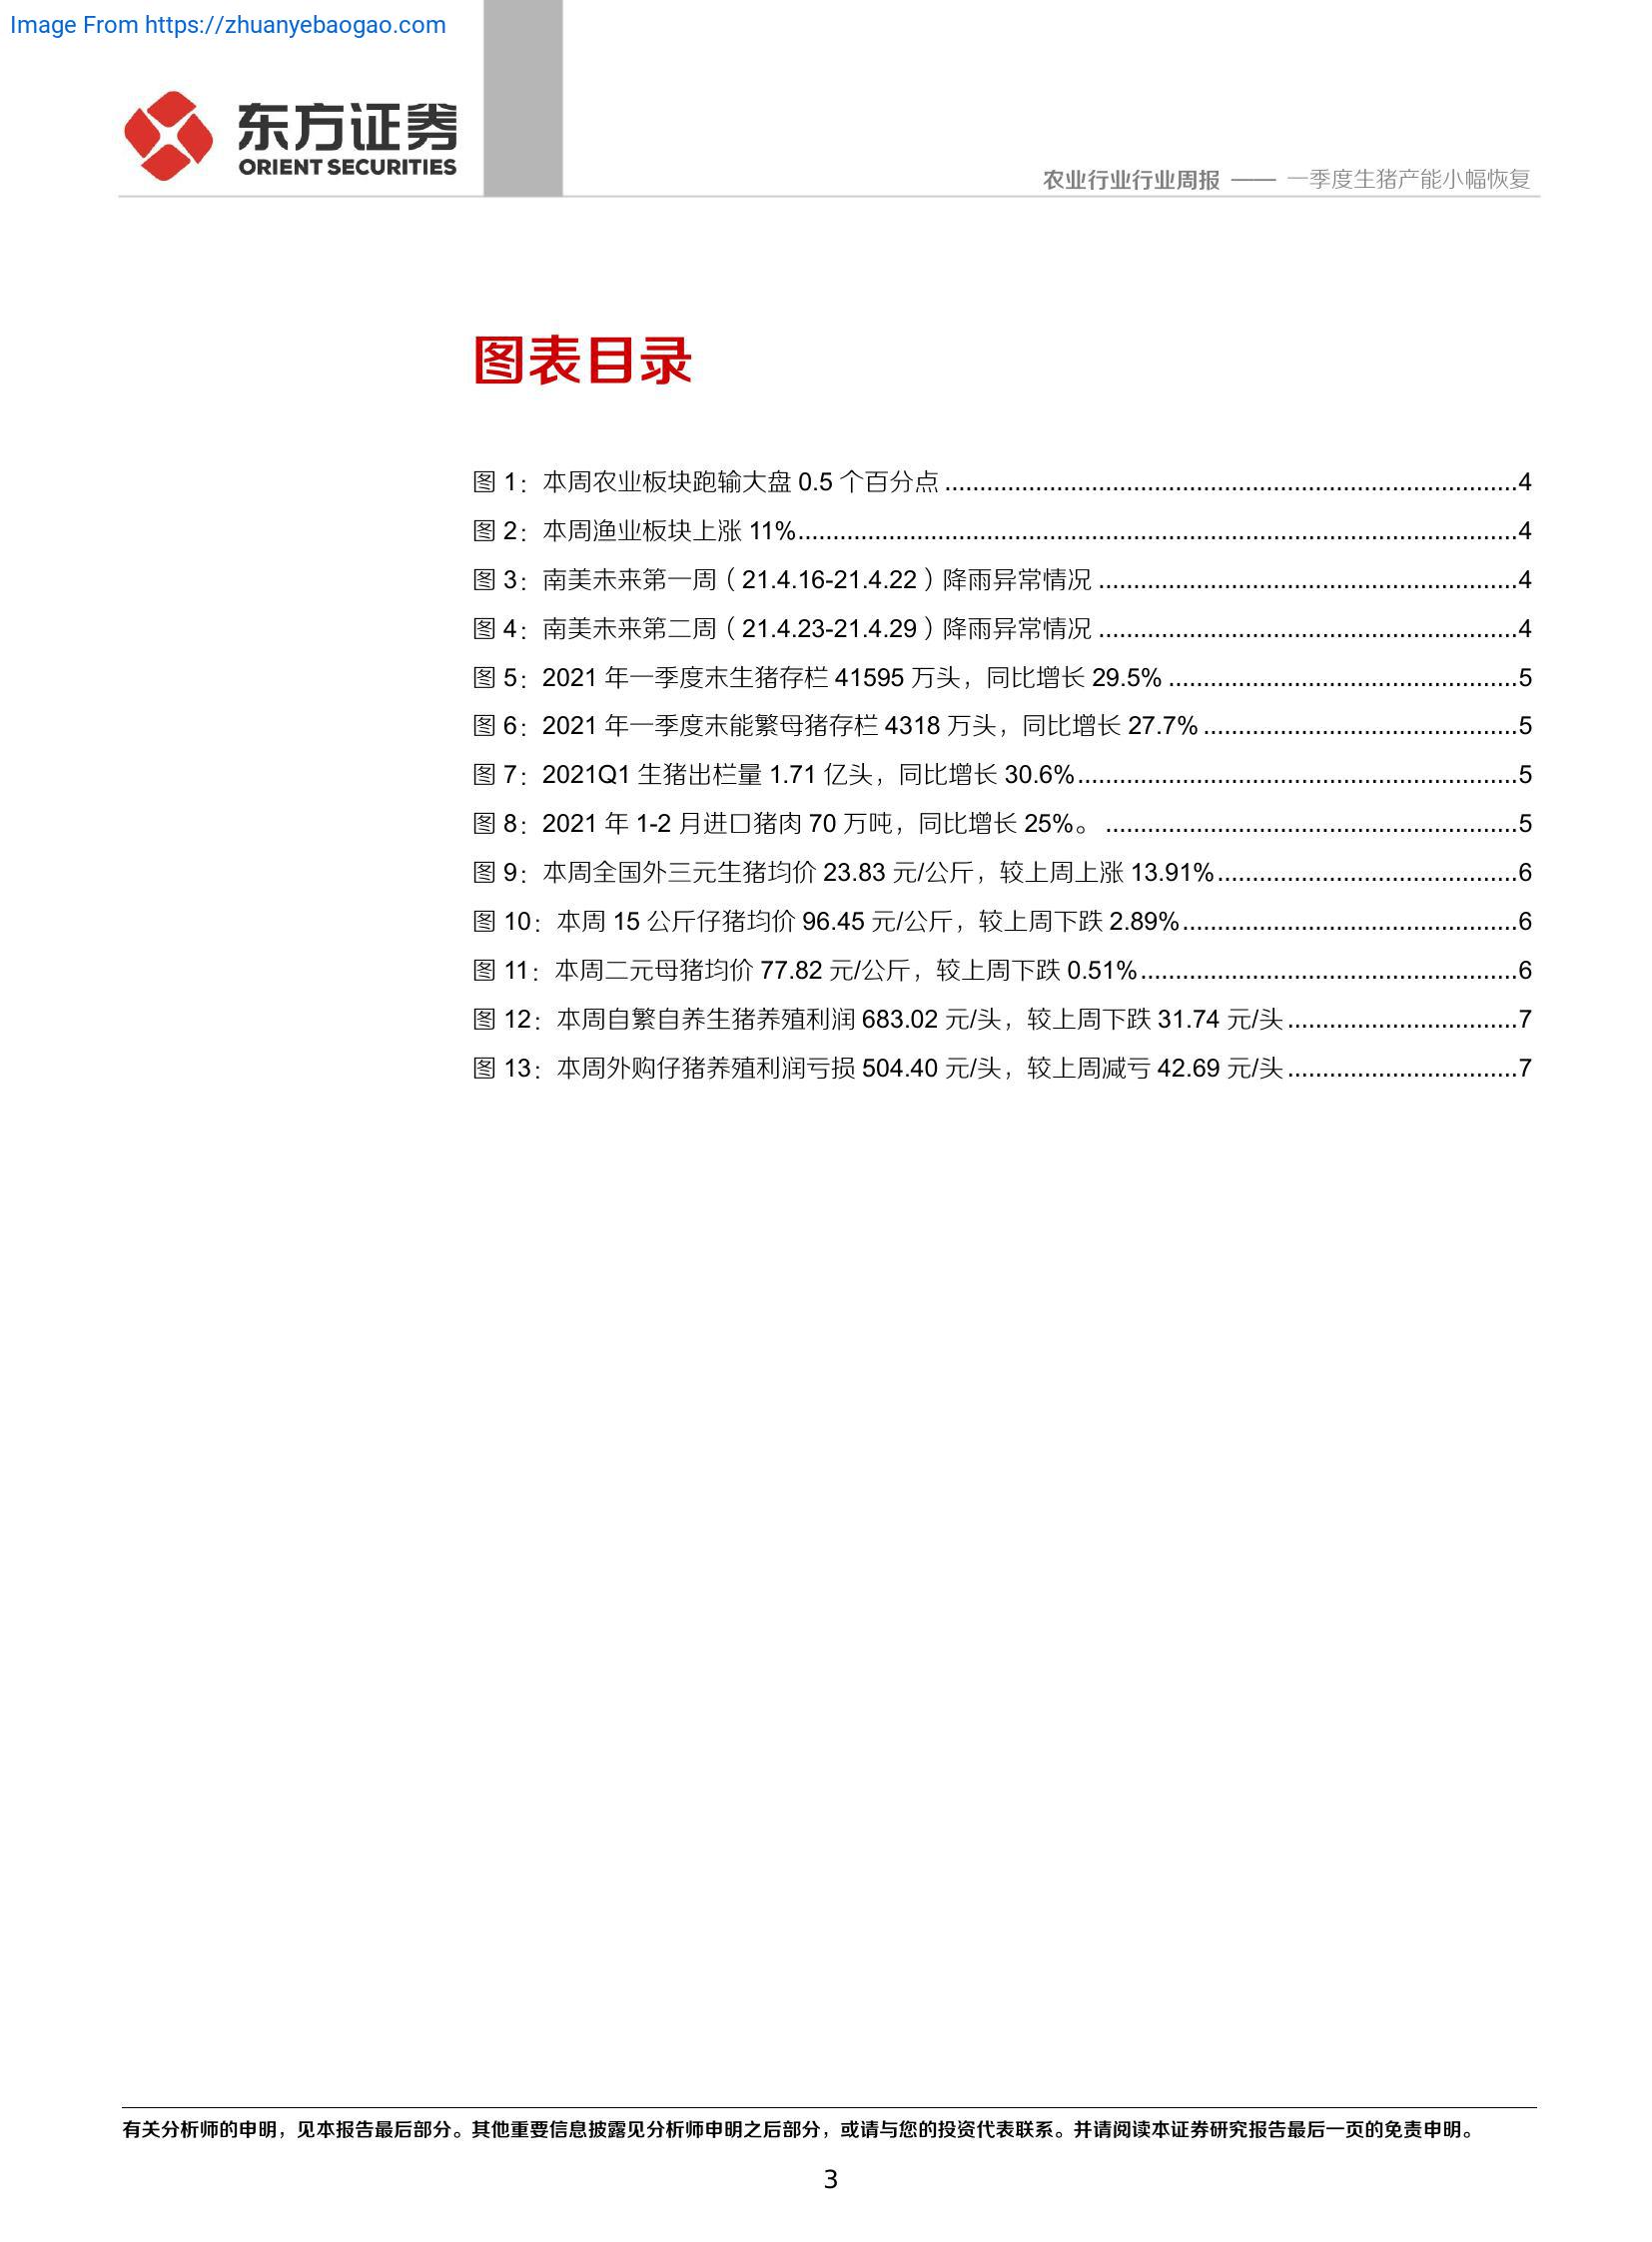 Image From https://zhuanyebaogao.com
东方证券
ORIENT SECURITIES
农业行业行业周报 —— 一季度生猪产能小幅恢复
图表目录
图 1：本周农业板块跑输大盘 0.5 个百分点 ..................................................................................4
图 2：本周渔业板块上涨 11%.......................................................................................................4
图 3：南美未来第一周（21.4.16-21.4.22）降雨异常情况 ............................................................4
图 4：南美未来第二周（21.4.23-21.4.29）降雨异常情况 ............................................................4
图 5：2021 年一季度末生猪存栏 41595 万头，同比增长 29.5% ..................................................5
图 6：2021 年一季度末能繁母猪存栏 4318 万头，同比增长 27.7% .............................................5
图 7：2021Q1 生猪出栏量 1.71 亿头，同比增长 30.6%...............................................................5
图 8：2021 年 1-2 月进口猪肉 70 万吨，同比增长 25%。 ...........................................................5
图 9：本周全国外三元生猪均价 23.83 元/公斤，较上周上涨 13.91%...........................................6
图 10：本周 15 公斤仔猪均价 96.45 元/公斤，较上周下跌 2.89%................................................6
图 11：本周二元母猪均价 77.82 元/公斤，较上周下跌 0.51%......................................................6
图 12：本周自繁自养生猪养殖利润 683.02 元/头，较上周下跌 31.74 元/头.................................7
图 13：本周外购仔猪养殖利润亏损 504.40 元/头，较上周减亏 42.69 元/头.................................7
有关分析师的申明，见本报告最后部分。其他重要信息披露见分析师申明之后部分，或请与您的投资代表联系。并请阅读本证券研究报告最后一页的免责申明。
3